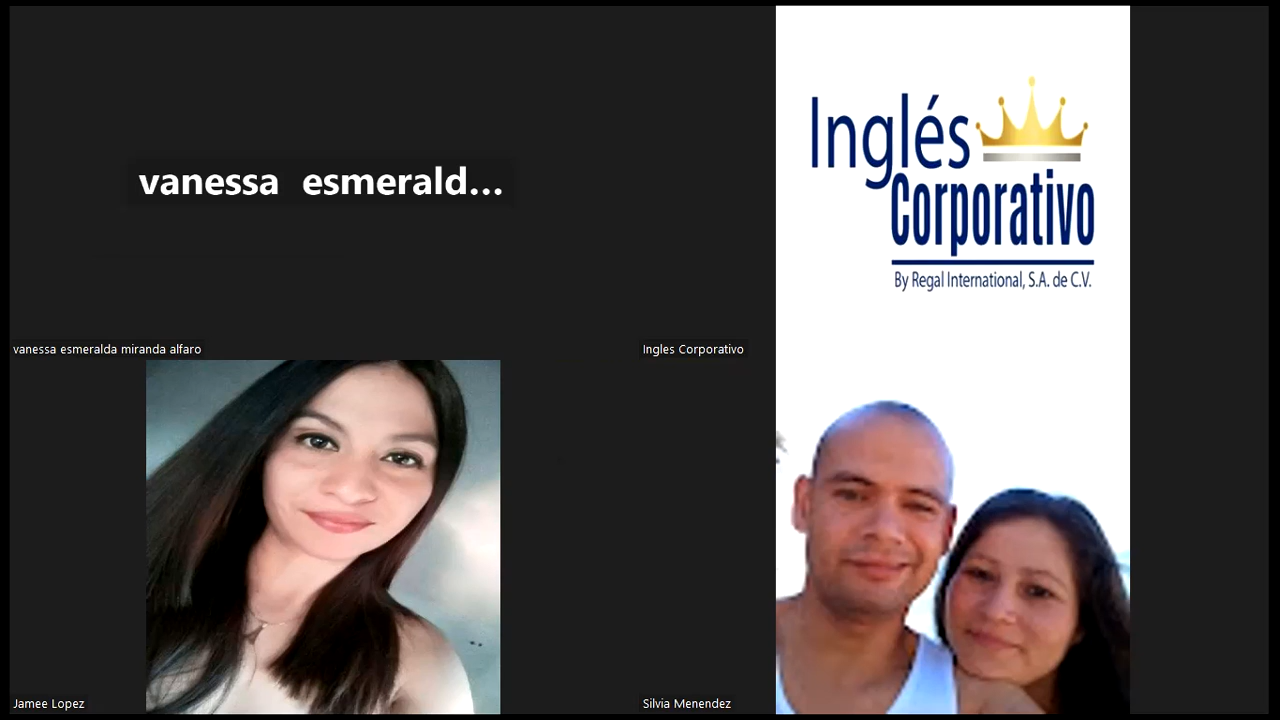 vanessa esmerald...
vanessa esmeralda miranda alfaro
Inglés
Corporativo
By Regal International, S.A. de C.V.
Ingles Corporativo
Jamee Lopez
Silvia Menendez